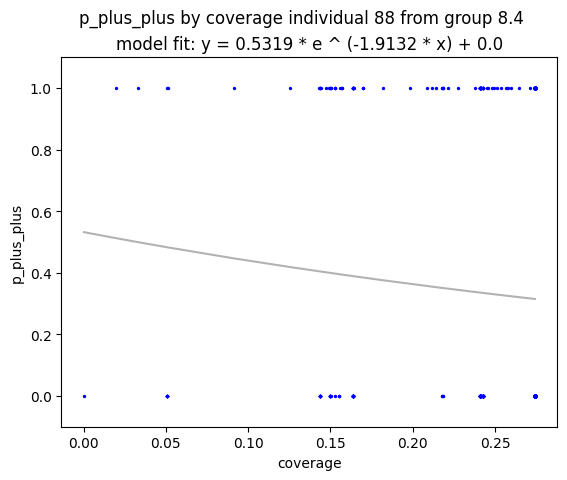 p_plus_plus by coverage individual 88 from group 8.4
model fit: y = 0.5319 * e ^ (-1.9132 * x) + 0.0
1.0
0.8
0.6
0.4
0.2
0.0
p_plus_plus
0.00 0.05 0.10 0.15 0.20 0.25
coverage